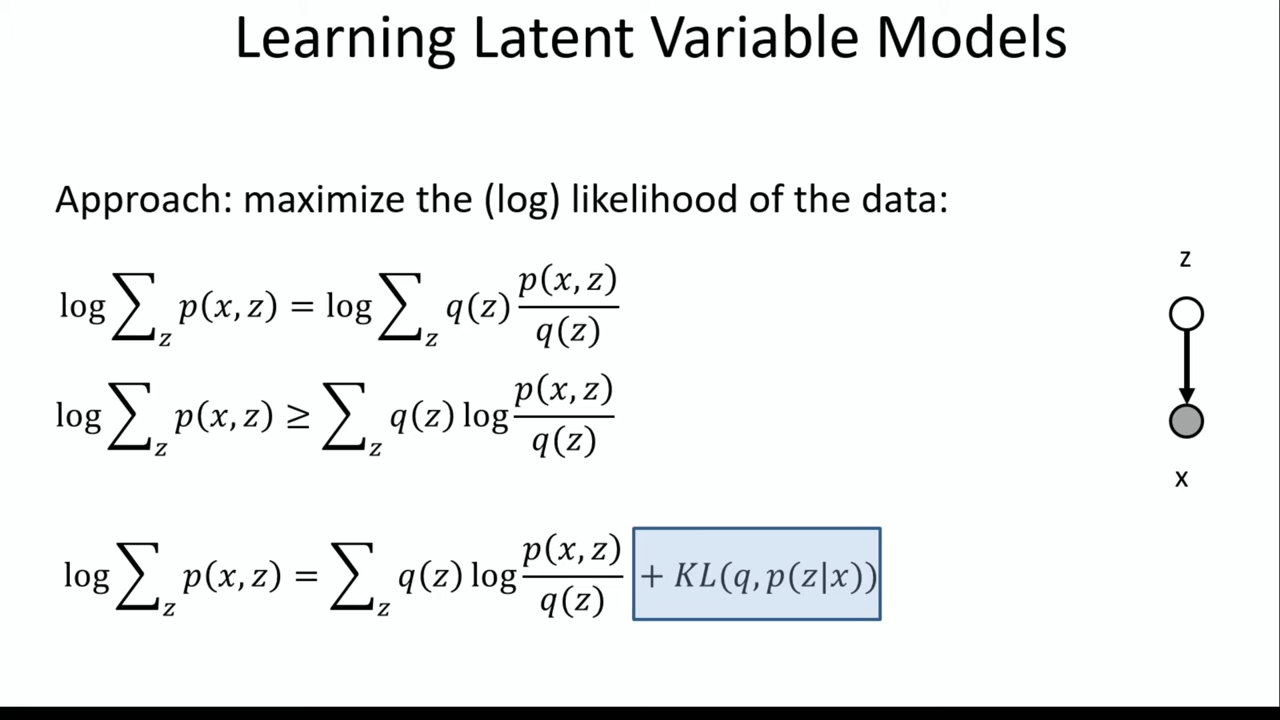 Learning Latent Variable Models
Approach: maximize the (log) likelihood of the data:
log ∑_z p(x, z) = log ∑_z q(z) p(x, z)/q(z)
log ∑_z p(x, z) ≥ ∑_z q(z) log p(x, z)/q(z)
log ∑_z p(x, z) = ∑_z q(z) log p(x, z)/q(z) + KL(q, p(z|x))
z
x